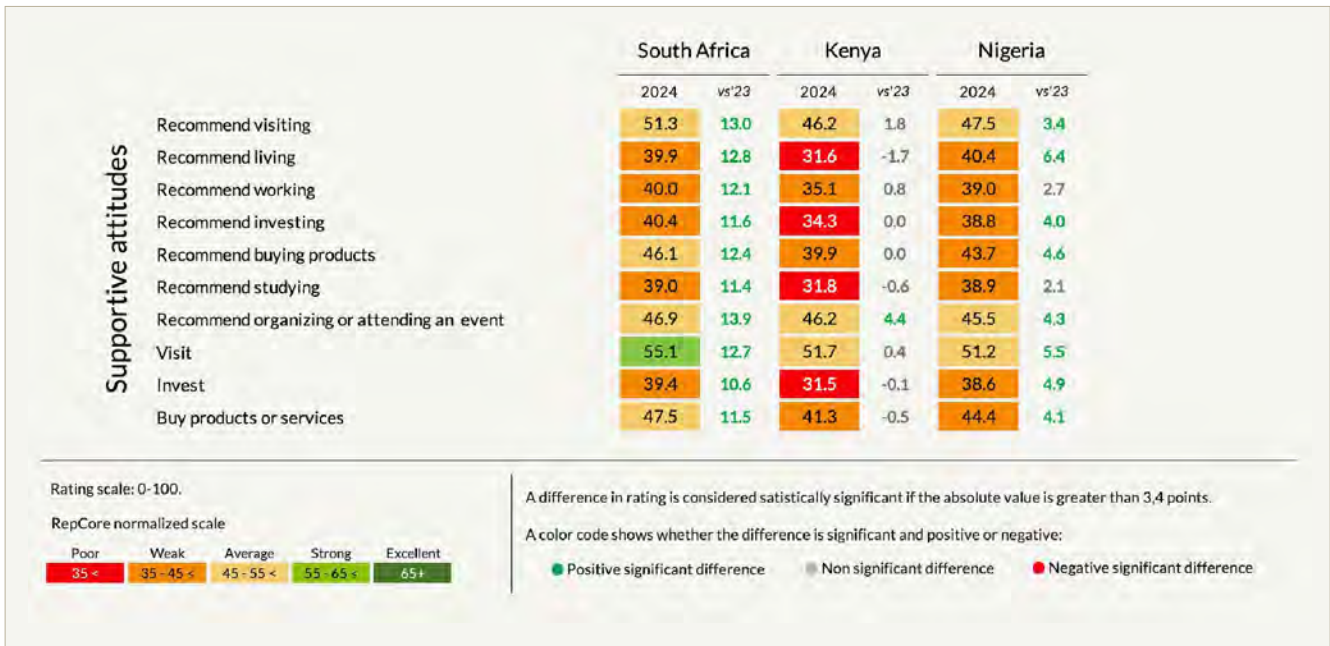 South Africa Kenya Nigeria
2024 vs'23 2024 vs'23 2024 vs'23
Supportive attitudes
Recommend visiting 51.3 13.0 46.2 1.8 47.5 3.4
Recommend living 39.9 12.8 31.6 -1.7 40.4 6.4
Recommend working 40.0 12.1 35.1 0.8 39.0 2.7
Recommend investing 40.4 11.6 34.3 0.0 38.8 4.0
Recommend buying products 46.1 12.4 39.9 0.0 43.7 4.6
Recommend studying 39.0 11.4 31.8 -0.6 38.9 2.1
Recommend organizing or attending an event 46.9 13.9 46.2 4.4 45.5 4.3
Visit 55.1 12.7 51.7 0.4 51.2 5.5
Invest 39.4 10.6 31.5 -0.1 38.6 4.9
Buy products or services 47.5 11.5 41.3 -0.5 44.4 4.1
Rating scale: 0-100.
RepCore normalized scale
Poor Weak Average Strong Excellent
35 < 35 - 45 ≤ 45 - 55 < 55 - 65 ≤ 65+
A difference in rating is considered satistically significant if the absolute value is greater than 3,4 points.
A color code shows whether the difference is significant and positive or negative:
Positive significant difference Non significant difference Negative significant difference